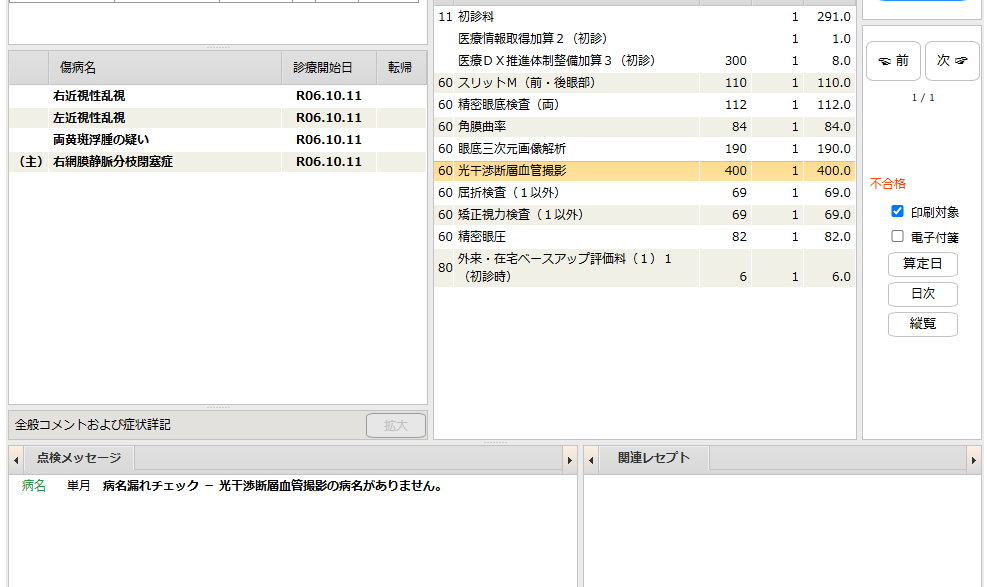 傷病名 診療開始日 転帰
右近視性乱視 R06.10.11
左近視性乱視 R06.10.11
両黄斑浮腫の疑い R06.10.11
（主） 右網膜静脈分枝閉塞症 R06.10.11
全般コメントおよび症状詳記 拡大
11 初診料 1 291.0
医療情報取得加算２（初診） 1 1.0
医療ＤＸ推進体制整備加算３（初診） 300 1 8.0
60 スリットＭ（前・後眼部） 110 1 110.0
60 精密眼底検査（両） 112 1 112.0
60 角膜曲率 84 1 84.0
60 眼底三次元画像解析 190 1 190.0
60 光干渉断層血管撮影 400 1 400.0
60 屈折検査（１以外） 69 1 69.0
60 矯正視力検査（１以外） 69 1 69.0
60 精密眼圧 82 1 82.0
80 外来・在宅ベースアップ評価料（１）１
（初診時） 6 1 6.0
前 次
1 / 1
不合格
印刷対象
電子付箋
算定日
日次
縦覧
点検メッセージ
病名 単月 病名漏れチェック － 光干渉断層血管撮影の病名がありません。
関連レセプト